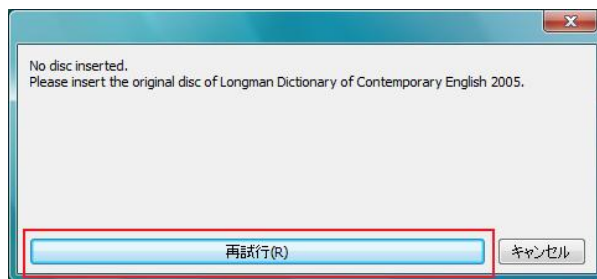 No disc inserted.
Please insert the original disc of Longman Dictionary of Contemporary English 2005.
再試行(R)
キャンセル